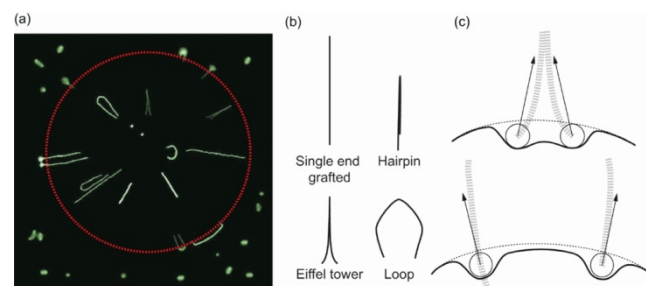 (a)
(b)
(c)
Single end
grafted
Hairpin
Eiffel tower
Loop